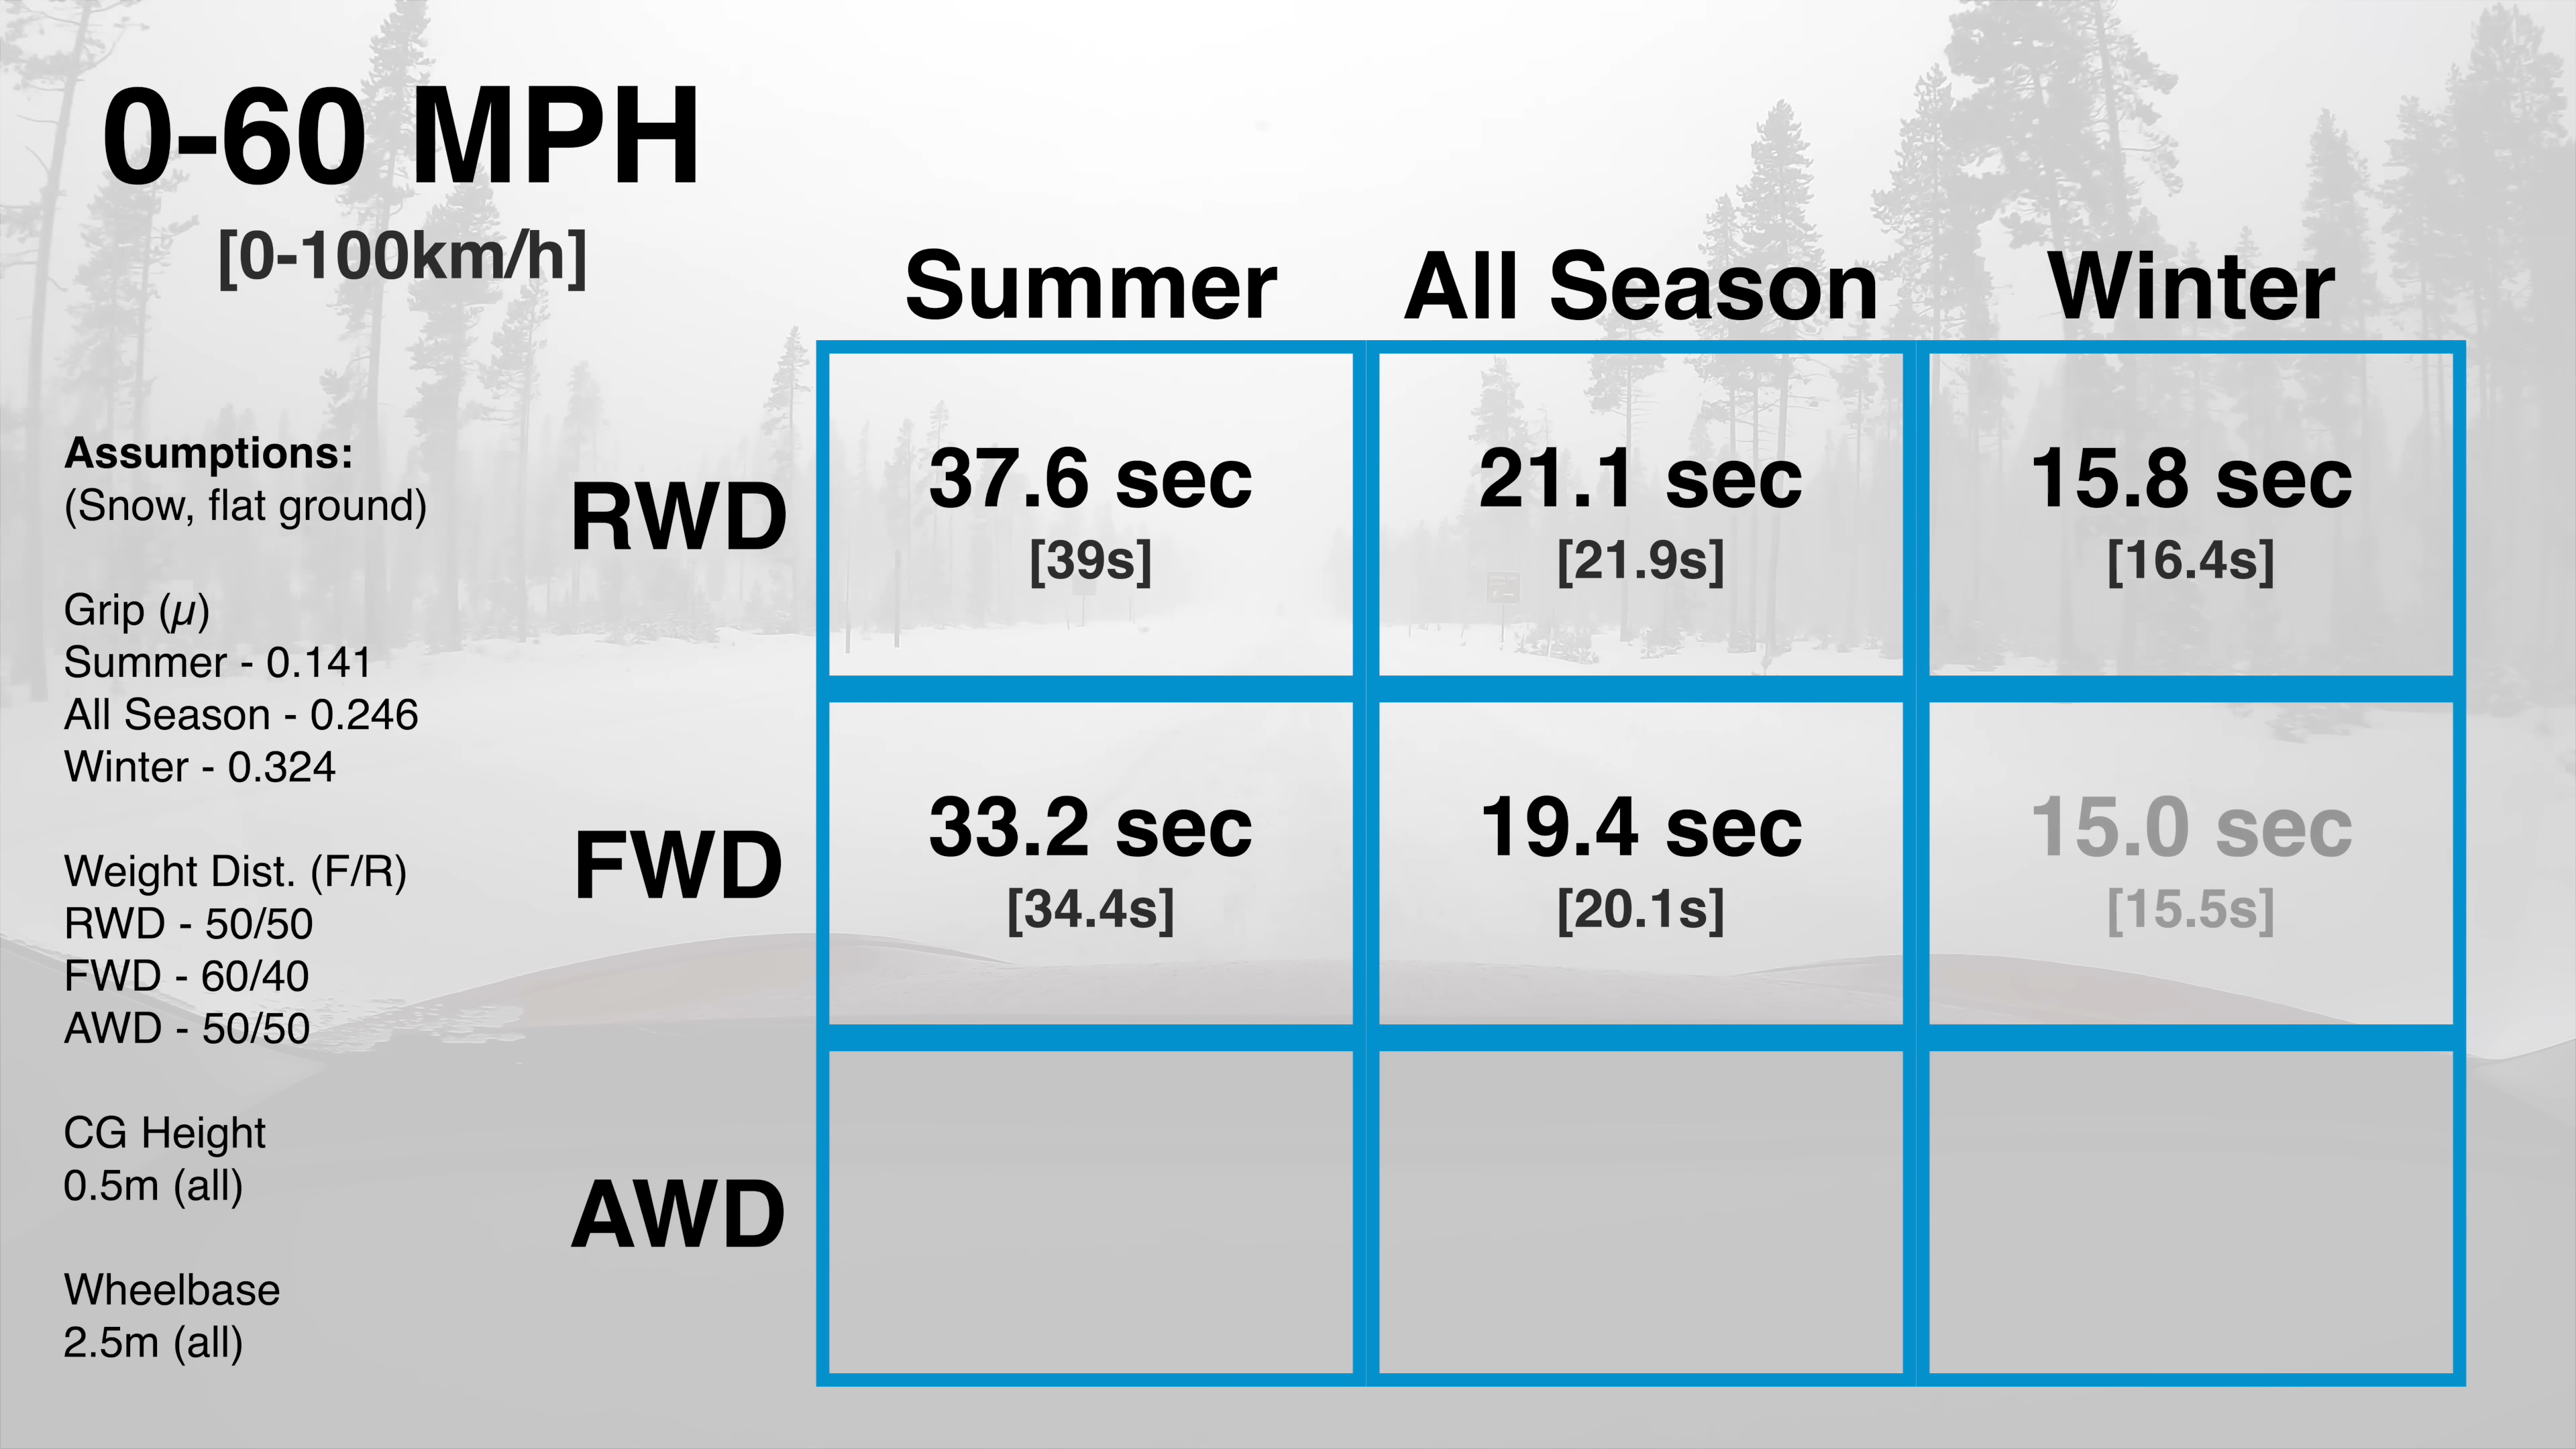 0-60 MPH
[0-100km/h]
Summer All Season Winter
Assumptions:
(Snow, flat ground)
Grip (μ)
Summer - 0.141
All Season - 0.246
Winter - 0.324
Weight Dist. (F/R)
RWD - 50/50
FWD - 60/40
AWD - 50/50
CG Height
0.5m (all)
Wheelbase
2.5m (all)
RWD
37.6 sec 21.1 sec 15.8 sec
[39s] [21.9s] [16.4s]
FWD
33.2 sec 19.4 sec 15.0 sec
[34.4s] [20.1s] [15.5s]
AWD